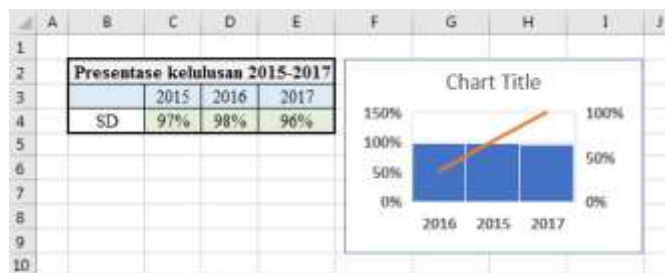 A B C D E F G H I J
1
2 Presentase kelulusan 2015-2017
3 2015 2016 2017
4 SD 97% 98% 96%
5
6
7
8
9
10
Chart Title
150% 100%
100%
50% 50%
0% 0%
2016 2015 2017